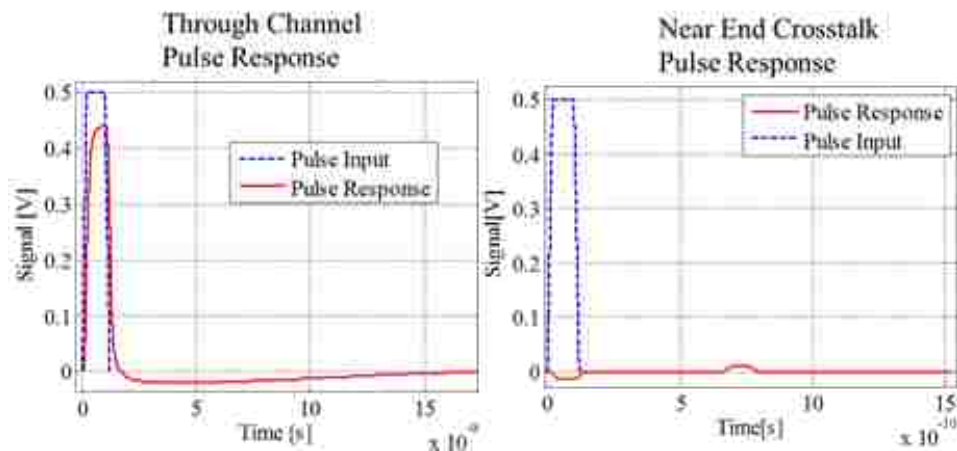 Through Channel
Pulse Response
0.5
0.4
0.3
0.2
0.1
0
Signal [V]
Pulse Input
Pulse Response
0
5
10
15
Time [s]
Near End Crosstalk
Pulse Response
0.5
0.4
0.3
0.2
0.1
0
Signal[V]
Pulse Response
Pulse Input
0
5
10
15
Time[s]
x 10⁻¹⁰